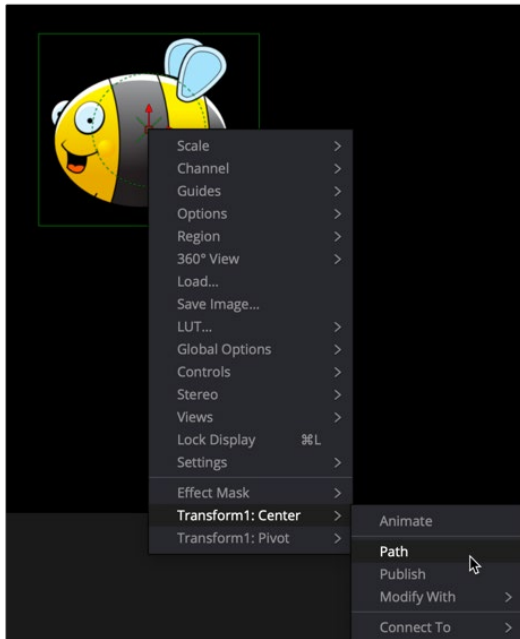 Scale
Channel
Guides
Options
Region
360° View
Load...
Save Image...
LUT...
Global Options
Controls
Stereo
Views
Lock Display ⌘L
Settings
Effect Mask
Transform1: Center
Transform1: Pivot
Animate
Path
Publish
Modify With
Connect To